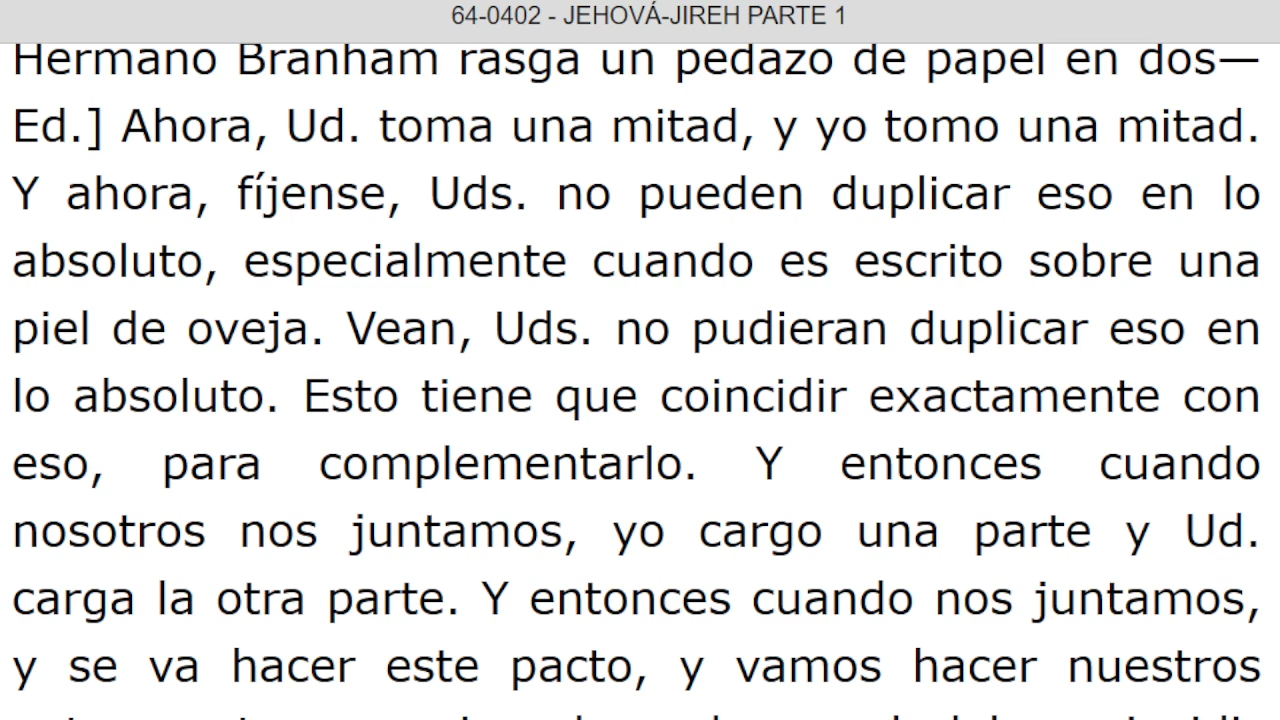 64-0402 - JEHOVÁ-JIREH PARTE 1
Hermano Branham rasga un pedazo de papel en dos—
Ed.] Ahora, Ud. toma una mitad, y yo tomo una mitad.
Y ahora, fíjense, Uds. no pueden duplicar eso en lo
absoluto, especialmente cuando es escrito sobre una
piel de oveja. Vean, Uds. no pudieran duplicar eso en
lo absoluto. Esto tiene que coincidir exactamente con
eso, para complementarlo. Y entonces cuando
nosotros nos juntamos, yo cargo una parte y Ud.
carga la otra parte. Y entonces cuando nos juntamos,
y se va hacer este pacto, y vamos hacer nuestros